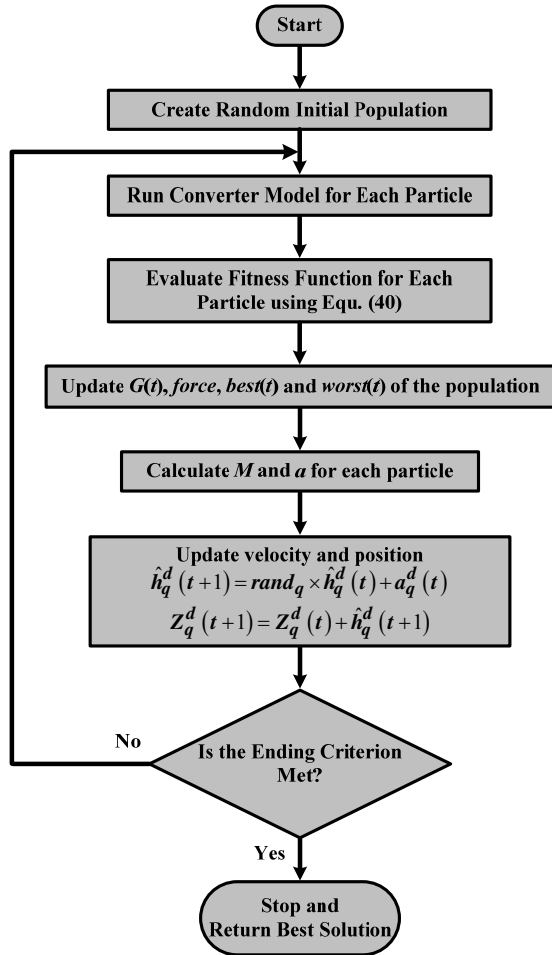 Start
Create Random Initial Population
Run Converter Model for Each Particle
Evaluate Fitness Function for Each
Particle using Equ. (40)
Update G(t), force, best(t) and worst(t) of the population
Calculate M and a for each particle
Update velocity and position
ĥ_q^d (t+1) = rand_q × ĥ_q^d (t) + a_q^d (t)
Z_q^d (t+1) = Z_q^d (t) + ĥ_q^d (t+1)
No
Is the Ending Criterion
Met?
Yes
Stop and
Return Best Solution